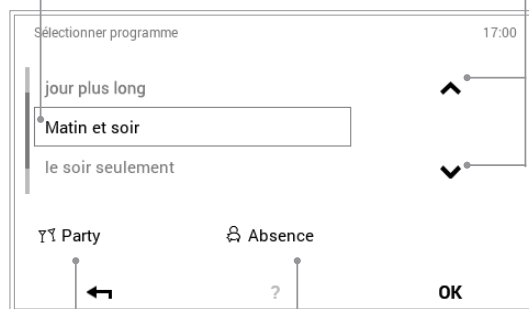 Sélectionner programme 17:00
jour plus long
Matin et soir
le soir seulement
Party Absence
? OK